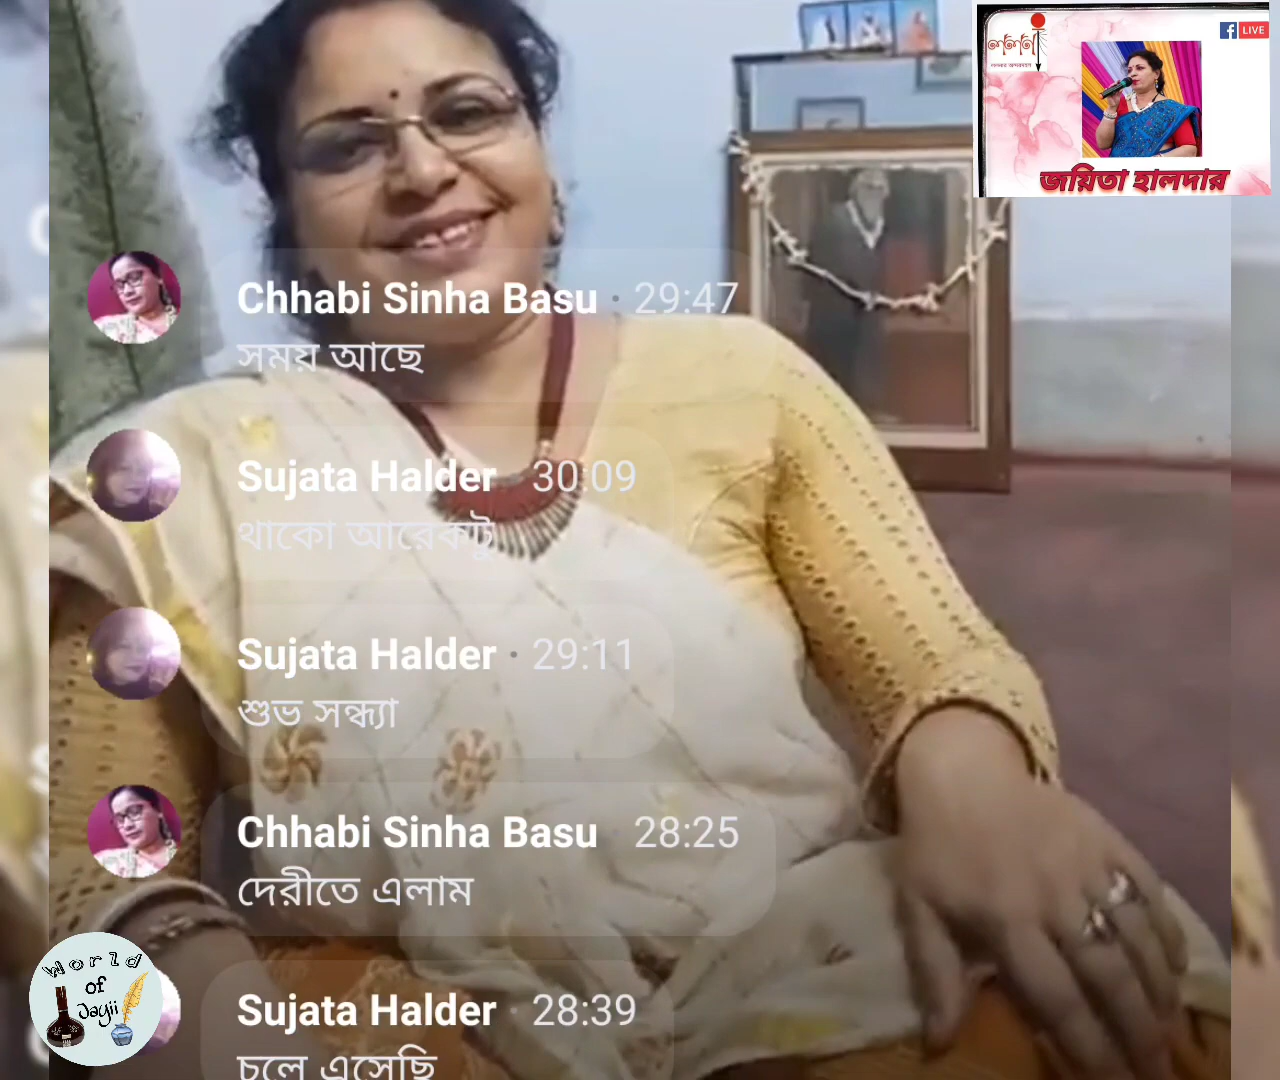 LIVE
জয়িতা হালদার
Chhabi Sinha Basu · 29:47
সময় আছে
Sujata Halder 30:09
থাকো আরেকটু
Sujata Halder · 29:11
শুভ সন্ধ্যা
Chhabi Sinha Basu 28:25
দেরীতে এলাম
World
of
Jayii
Sujata Halder · 28:39
চলে এসেছি